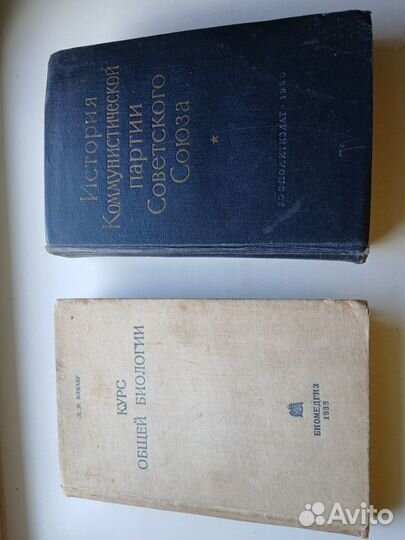 История
Коммунистической
партии
Советского
Союза
ГОСПОЛИТИЗДАТ · 1960
КУРС
ОБЩЕЙ БИОЛОГИИ
БИОМЕДГИЗ
1935
Avito